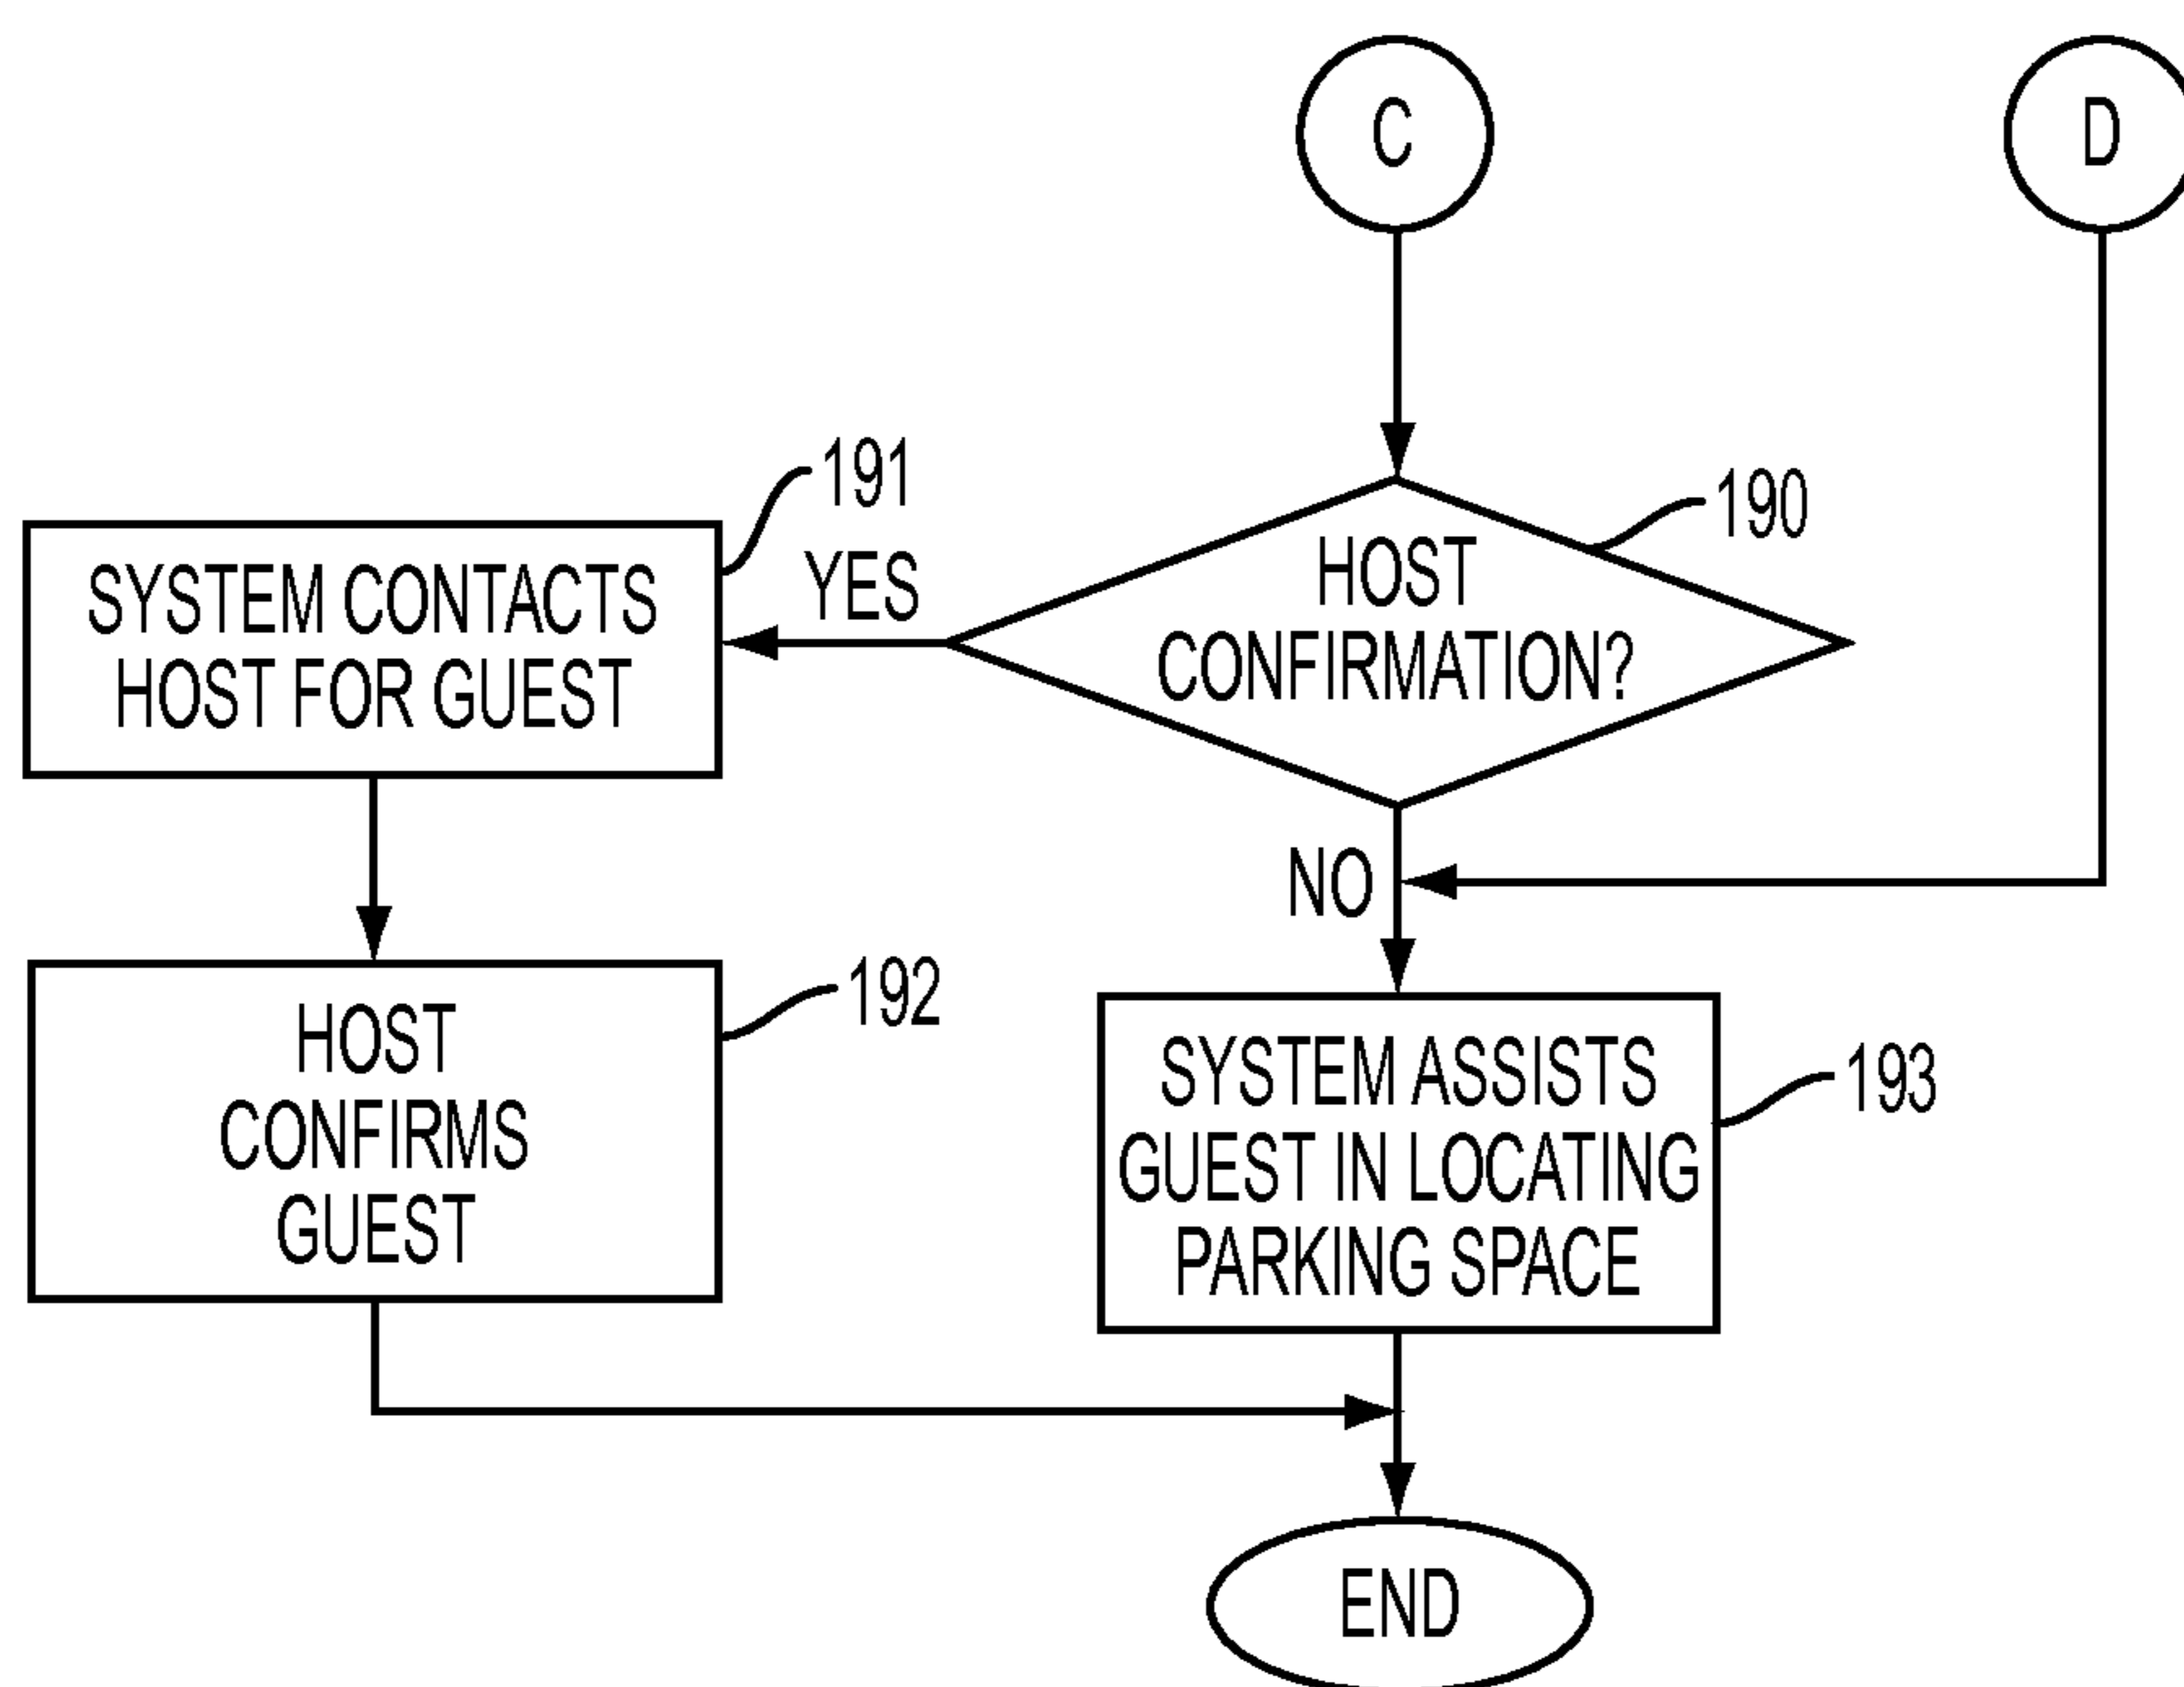 C
D
191
190
YES
SYSTEM CONTACTS
HOST FOR GUEST
HOST
CONFIRMATION?
NO
192
HOST
CONFIRMS
GUEST
193
SYSTEM ASSISTS
GUEST IN LOCATING
PARKING SPACE
END